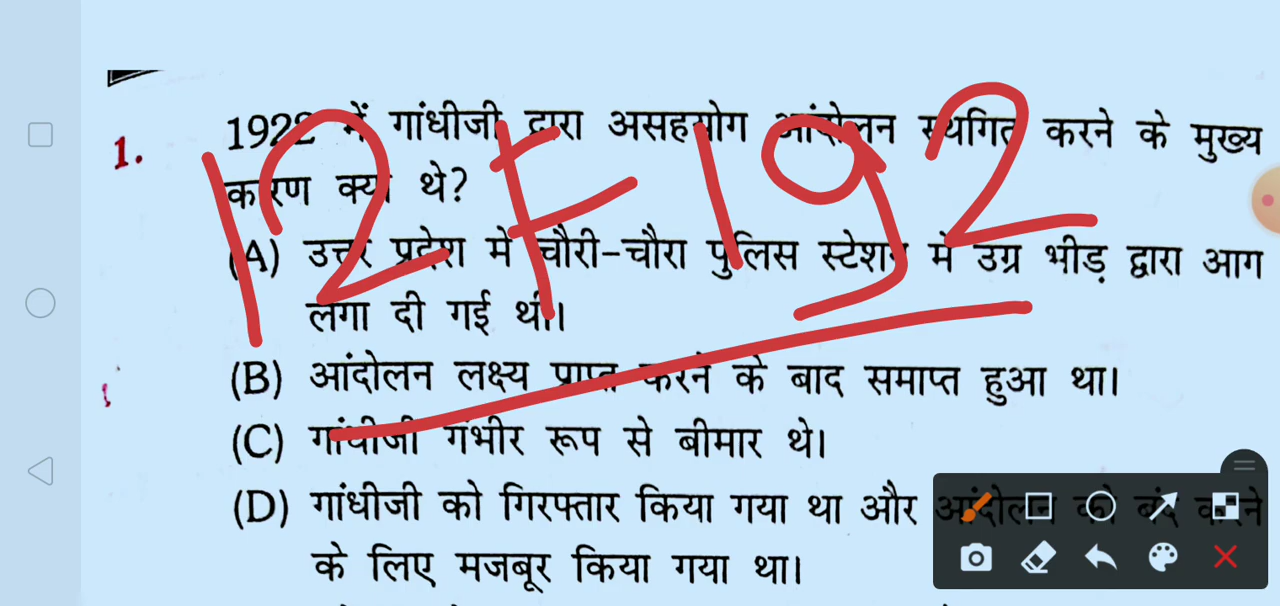 1. 1922 में गांधीजी द्वारा असहयोग आंदोलन स्थगित करने के मुख्य
कारण क्या थे?
(A) उत्तर प्रदेश में चौरी-चौरा पुलिस स्टेशन में उग्र भीड़ द्वारा आग
लगा दी गई थी।
(B) आंदोलन लक्ष्य प्राप्त करने के बाद समाप्त हुआ था।
(C) गांधीजी गंभीर रूप से बीमार थे।
(D) गांधीजी को गिरफ्तार किया गया था और आंदोलन को बंद करने
के लिए मजबूर किया गया था।
12 F 192